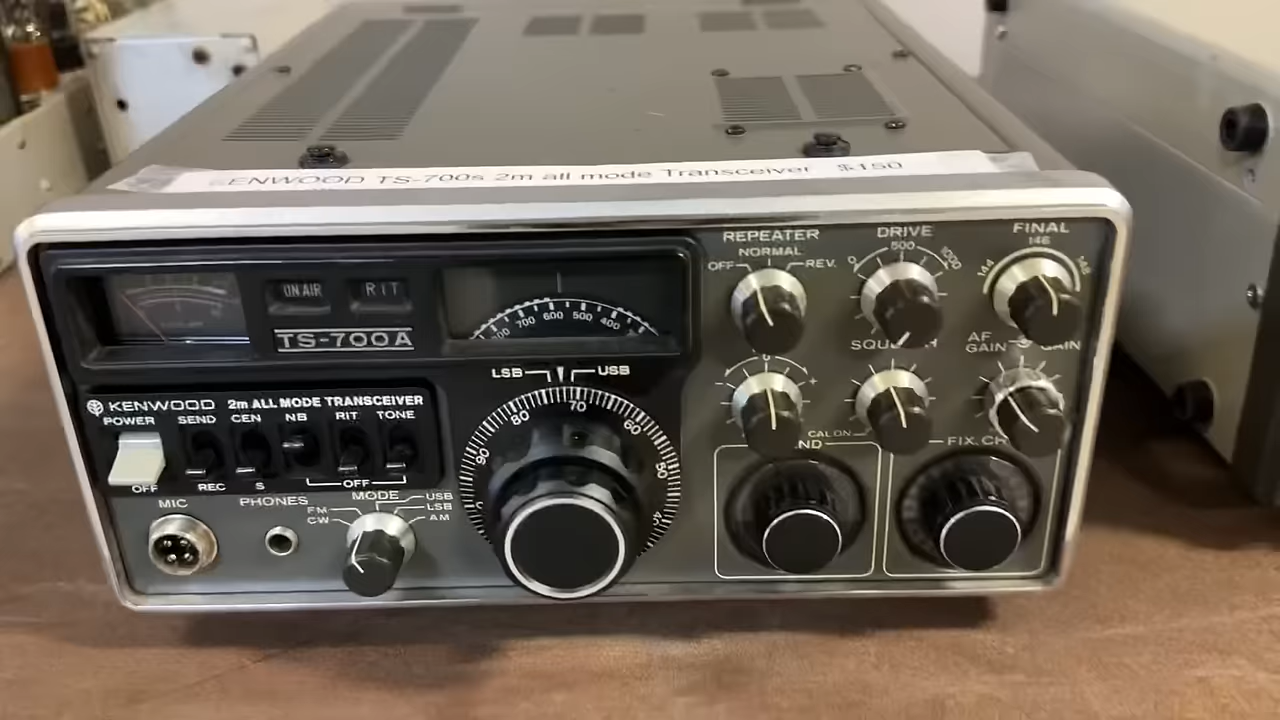 KENWOOD TS-700s 2m all mode Transceiver $150
REPEATER
NORMAL
OFF REV.
DRIVE
0 500 1000
FINAL
144 146 148
ON AIR RIT
TS-700A
700 600 500 400
LSB USB
KENWOOD 2m ALL MODE TRANSCEIVER
POWER SEND CEN NB RIT TONE
OFF REC S OFF
MIC PHONES MODE
FM CW USB LSB AM
90 80 70 60 50
AF GAIN GAIN
0 +
CAL ON
FIX.CH